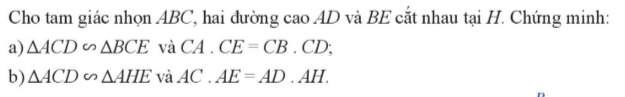 Cho tam giác nhọn ABC, hai đường cao AD và BE cắt nhau tại H. Chứng minh:
a) ΔACD ∽ ΔBCE và CA . CE = CB . CD;
b) ΔACD ∽ ΔAHE và AC . AE = AD . AH.